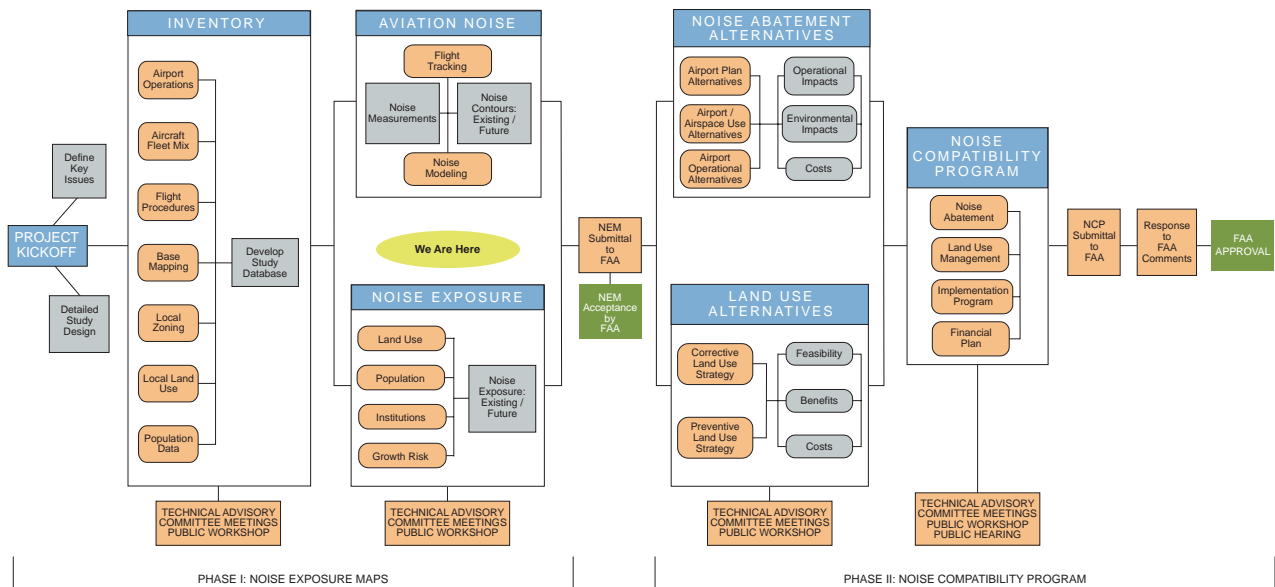 PROJECT
KICKOFF
Define
Key
Issues
Detailed
Study
Design
INVENTORY
Airport
Operations
Aircraft
Fleet Mix
Flight
Procedures
Base
Mapping
Local
Zoning
Local Land
Use
Population
Data
Develop
Study
Database
TECHNICAL ADVISORY
COMMITTEE MEETINGS
PUBLIC WORKSHOP
AVIATION NOISE
Flight
Tracking
Noise
Measurements
Noise
Contours:
Existing /
Future
Noise
Modeling
We Are Here
NOISE EXPOSURE
Land Use
Population
Institutions
Growth Risk
Noise
Exposure:
Existing /
Future
TECHNICAL ADVISORY
COMMITTEE MEETINGS
PUBLIC WORKSHOP
NEM
Submittal
to
FAA
NEM
Acceptance
by
FAA
NOISE ABATEMENT
ALTERNATIVES
Airport Plan
Alternatives
Airport /
Airspace Use
Alternatives
Airport
Operational
Alternatives
Operational
Impacts
Environmental
Impacts
Costs
LAND USE
ALTERNATIVES
Corrective
Land Use
Strategy
Preventive
Land Use
Strategy
Feasibility
Benefits
Costs
TECHNICAL ADVISORY
COMMITTEE MEETINGS
PUBLIC WORKSHOP
NOISE
COMPATIBILITY
PROGRAM
Noise
Abatement
Land Use
Management
Implementation
Program
Financial
Plan
TECHNICAL ADVISORY
COMMITTEE MEETINGS
PUBLIC WORKSHOP
PUBLIC HEARING
NCP
Submittal
to
FAA
Response
to
FAA
Comments
FAA
APPROVAL
PHASE I: NOISE EXPOSURE MAPS
PHASE II: NOISE COMPATIBILITY PROGRAM